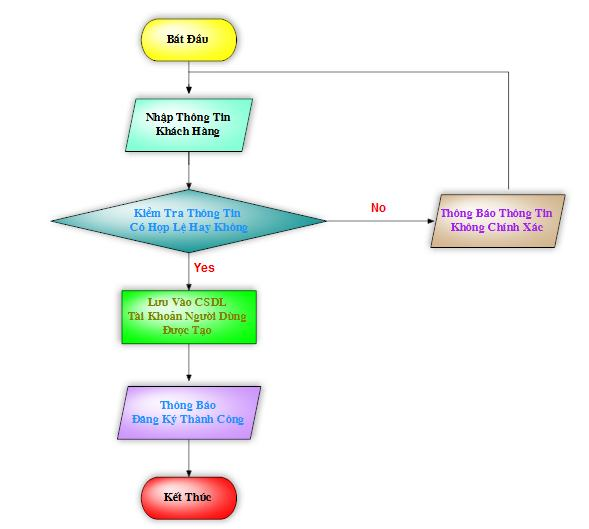 Bắt Đầu
Nhập Thông Tin
Khách Hàng
Kiểm Tra Thông Tin
Có Hợp Lệ Hay Không
No
Thông Báo Thông Tin
Không Chính Xác
Yes
Lưu Vào CSDL
Tài Khoản Người Dùng
Được Tạo
Thông Báo
Đăng Ký Thành Công
Kết Thúc